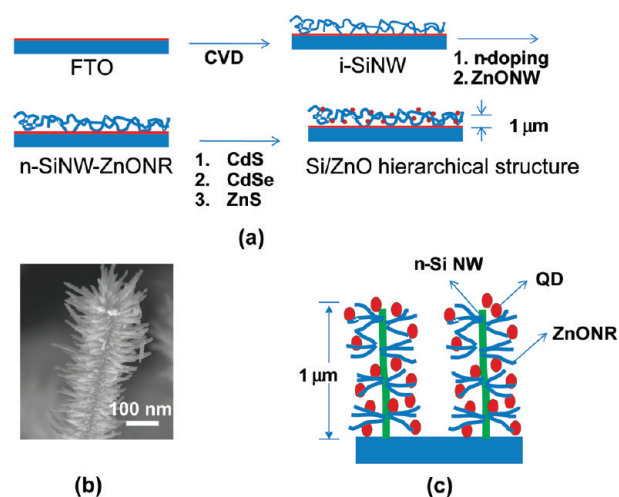 FTO
CVD
i-SiNW
1. n-doping
2. ZnONW
n-SiNW-ZnONR
1. CdS
2. CdSe
3. ZnS
Si/ZnO hierarchical structure
1 µm
(a)
100 nm
(b)
n-Si NW
QD
ZnONR
1 µm
(c)